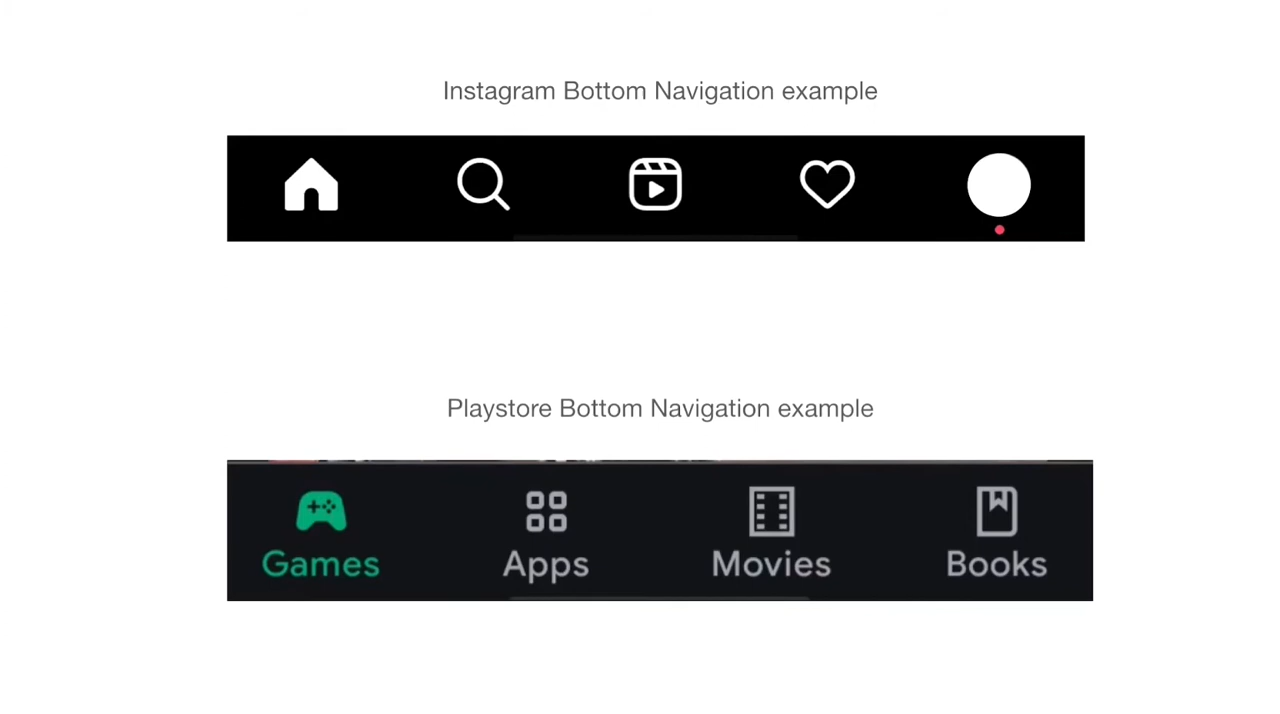 Instagram Bottom Navigation example
Playstore Bottom Navigation example
Games Apps Movies Books